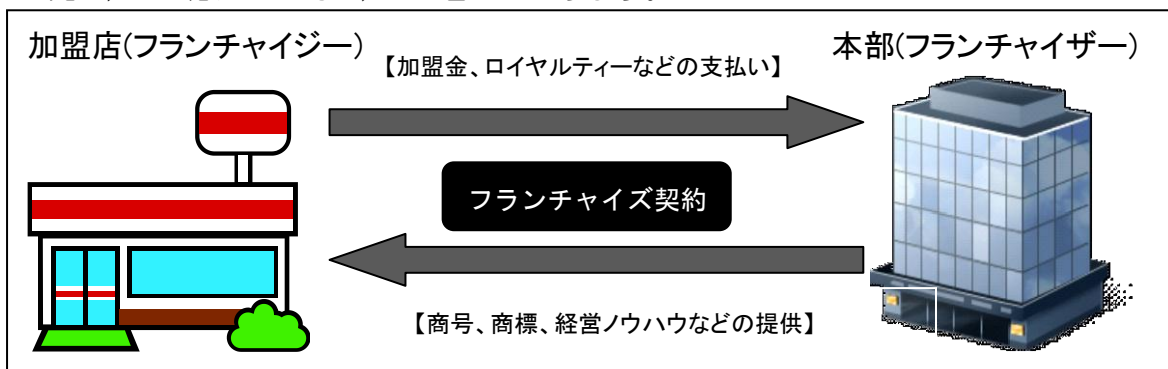 加盟店(フランチャイジー)
本部(フランチャイザー)
【加盟金、ロイヤルティーなどの支払い】
フランチャイズ契約
【商号、商標、経営ノウハウなどの提供】